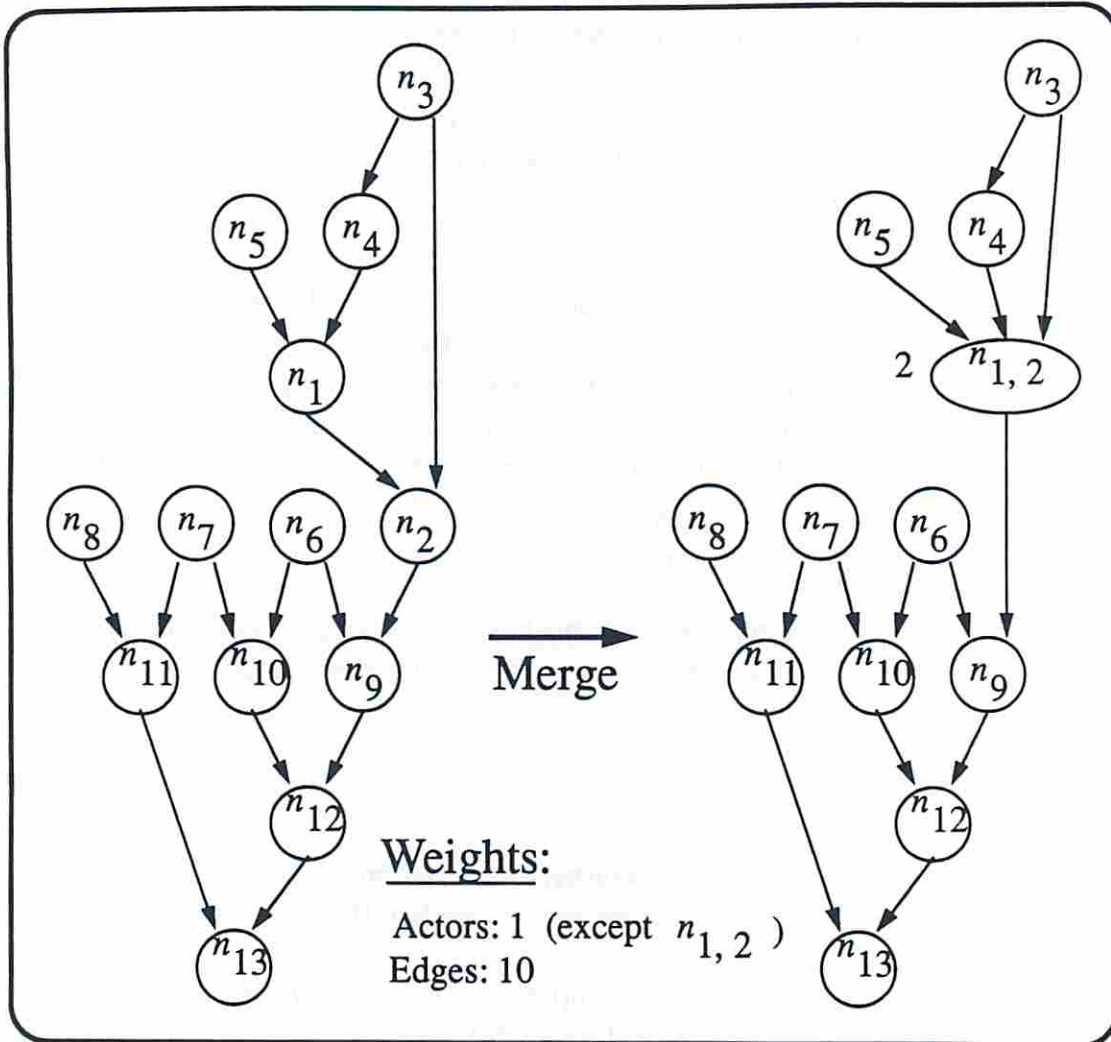 n3 n3
n5 n4 n5 n4
n1 2 n1, 2
n8 n7 n6 n2 n8 n7 n6
n11 n10 n9 n11 n10 n9
Merge
n12 n12
Weights:
Actors: 1 (except n1, 2 )
Edges: 10
n13 n13